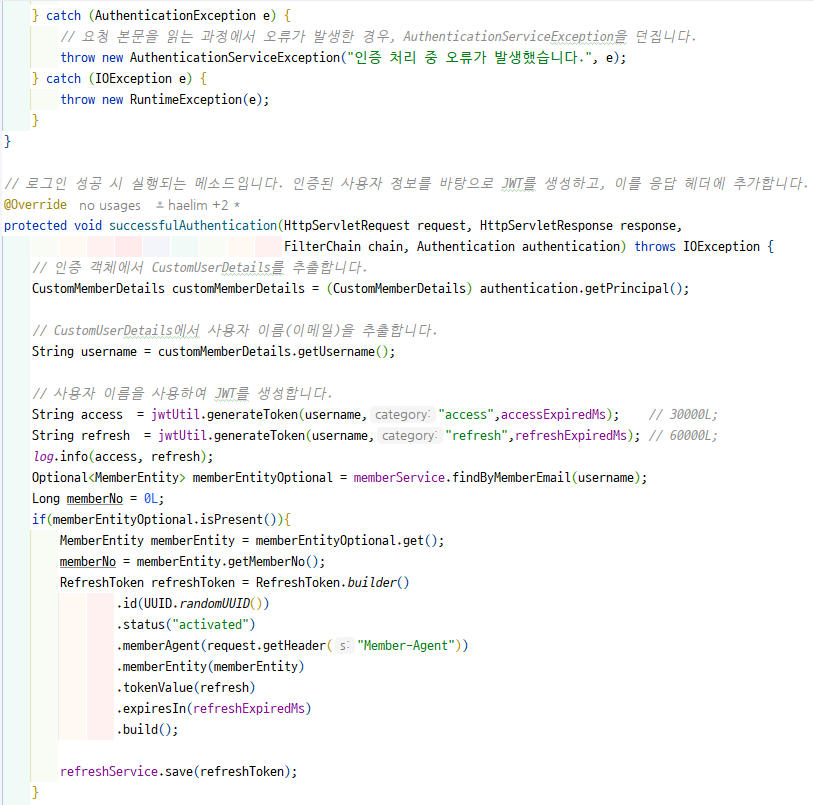 } catch (AuthenticationException e) {
// 요청 본문을 읽는 과정에서 오류가 발생한 경우, AuthenticationServiceException을 던집니다.
throw new AuthenticationServiceException("인증 처리 중 오류가 발생했습니다.", e);
} catch (IOException e) {
throw new RuntimeException(e);
}
}
// 로그인 성공 시 실행되는 메소드입니다. 인증된 사용자 정보를 바탕으로 JWT를 생성하고, 이를 응답 헤더에 추가합니다.
@Override no usages haelim +2 *
protected void successfulAuthentication(HttpServletRequest request, HttpServletResponse response,
FilterChain chain, Authentication authentication) throws IOException {
// 인증 객체에서 CustomUserDetails를 추출합니다.
CustomMemberDetails customMemberDetails = (CustomMemberDetails) authentication.getPrincipal();
// CustomUserDetails에서 사용자 이름(이메일)을 추출합니다.
String username = customMemberDetails.getUsername();
// 사용자 이름을 사용하여 JWT를 생성합니다.
String access = jwtUtil.generateToken(username, category: "access",accessExpiredMs); // 30000L;
String refresh = jwtUtil.generateToken(username, category: "refresh",refreshExpiredMs); // 60000L;
log.info(access, refresh);
Optional<MemberEntity> memberEntityOptional = memberService.findByMemberEmail(username);
Long memberNo = 0L;
if(memberEntityOptional.isPresent()){
MemberEntity memberEntity = memberEntityOptional.get();
memberNo = memberEntity.getMemberNo();
RefreshToken refreshToken = RefreshToken.builder()
.id(UUID.randomUUID())
.status("activated")
.memberAgent(request.getHeader( s: "Member-Agent"))
.memberEntity(memberEntity)
.tokenValue(refresh)
.expiresIn(refreshExpiredMs)
.build();
refreshService.save(refreshToken);
}